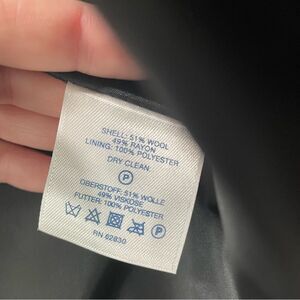 SHELL: 51% WOOL
49% RAYON
LINING: 100% POLYESTER
DRY CLEAN
P
OBERSTOFF: 51% WOLLE
49% VISKOSE
FUTTER: 100% POLYESTER
P
RN 62830